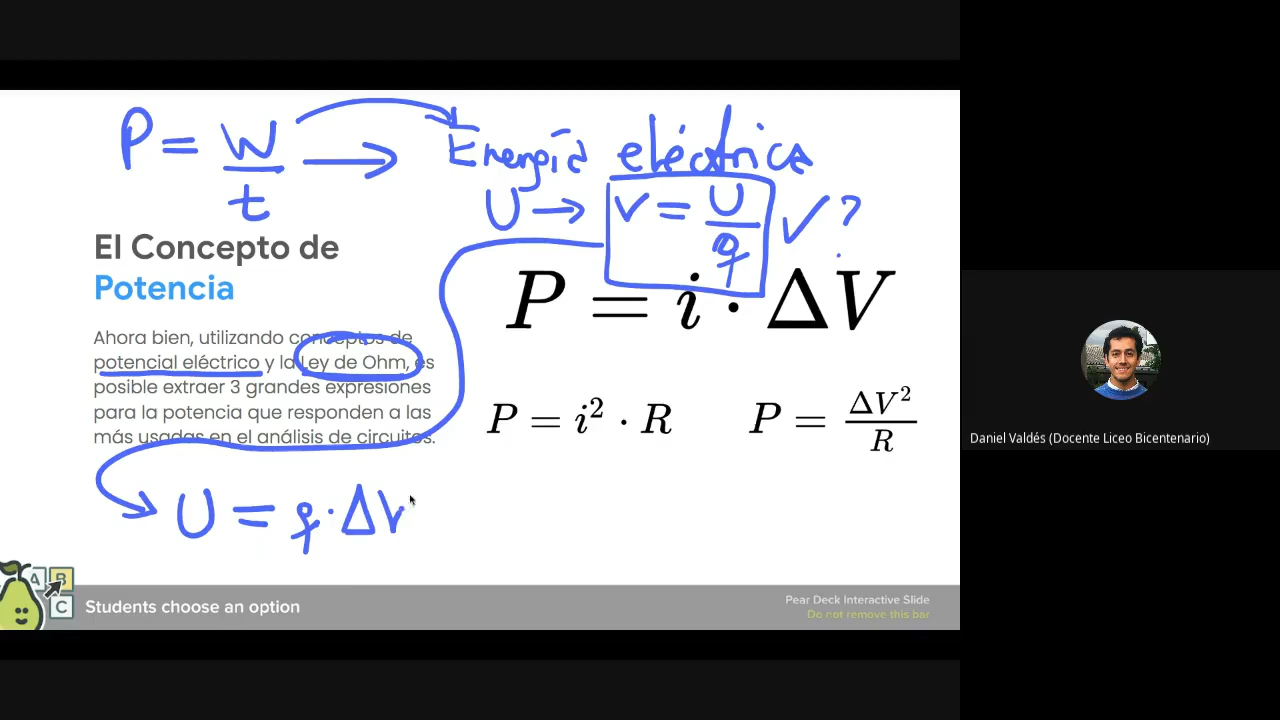 P = W/t → Energía eléctrica
U → V = U/q ✓?
El Concepto de
Potencia
P = i · ΔV
Ahora bien, utilizando conceptos de
potencial eléctrico y la Ley de Ohm, es
posible extraer 3 grandes expresiones
para la potencia que responden a las
más usadas en el análisis de circuitos.
P = i² · R
P = ΔV²/R
U = q · ΔV
A B
C
Students choose an option
Pear Deck Interactive Slide
Do not remove this bar
Daniel Valdés (Docente Liceo Bicentenario)